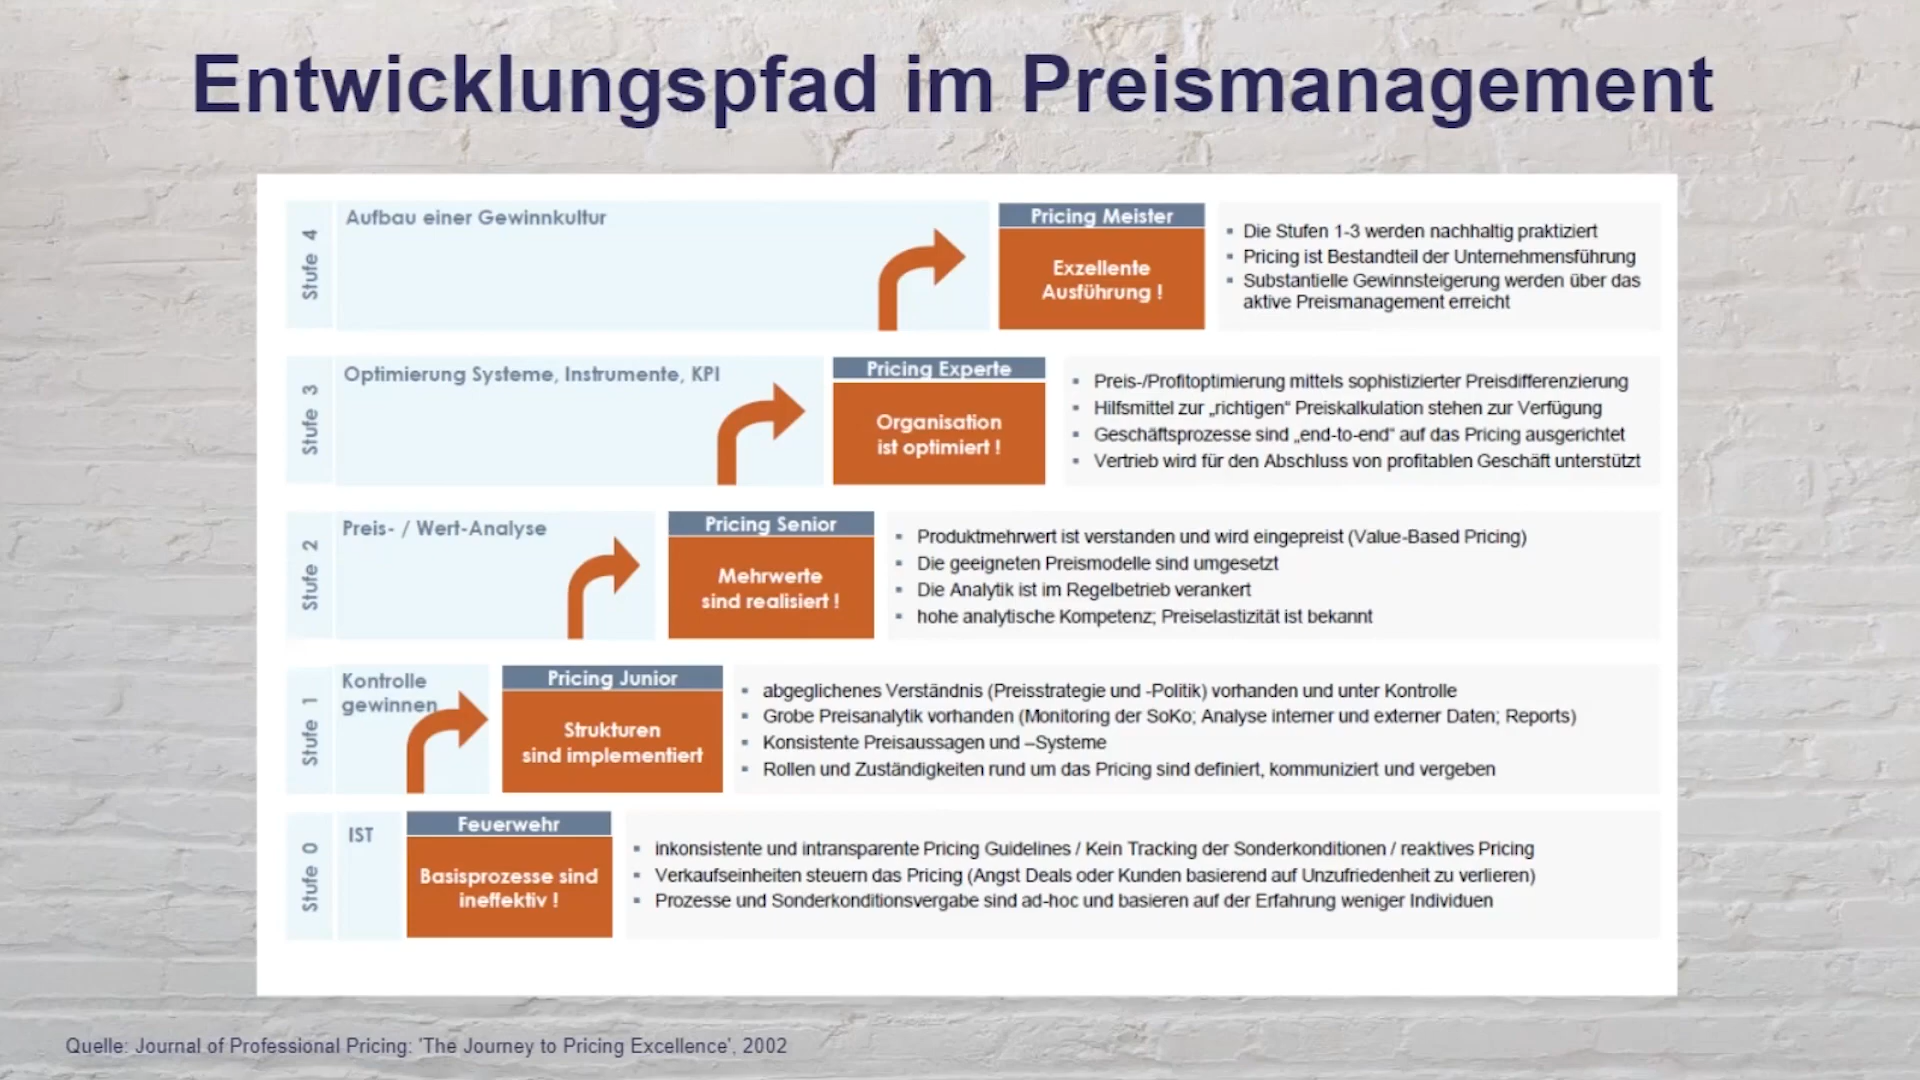 Entwicklungspfad im Preismanagement
Stufe 4
Aufbau einer Gewinnkultur
Pricing Meister
Exzellente
Ausführung !
Die Stufen 1-3 werden nachhaltig praktiziert
Pricing ist Bestandteil der Unternehmensführung
Substantielle Gewinnsteigerung werden über das
aktive Preismanagement erreicht
Stufe 3
Optimierung Systeme, Instrumente, KPI
Pricing Experte
Organisation
ist optimiert !
Preis-/Profitoptimierung mittels sophistizierter Preisdifferenzierung
Hilfsmittel zur „richtigen“ Preiskalkulation stehen zur Verfügung
Geschäftsprozesse sind „end-to-end“ auf das Pricing ausgerichtet
Vertrieb wird für den Abschluss von profitablen Geschäft unterstützt
Stufe 2
Preis- / Wert-Analyse
Pricing Senior
Mehrwerte
sind realisiert !
Produktmehrwert ist verstanden und wird eingepreist (Value-Based Pricing)
Die geeigneten Preismodelle sind umgesetzt
Die Analytik ist im Regelbetrieb verankert
hohe analytische Kompetenz; Preiselastizität ist bekannt
Stufe 1
Kontrolle
gewinnen
Pricing Junior
Strukturen
sind implementiert
abgeglichenes Verständnis (Preisstrategie und -Politik) vorhanden und unter Kontrolle
Grobe Preisanalytik vorhanden (Monitoring der SoKo; Analyse interner und externer Daten; Reports)
Konsistente Preisaussagen und –Systeme
Rollen und Zuständigkeiten rund um das Pricing sind definiert, kommuniziert und vergeben
Stufe 0
IST
Feuerwehr
Basisprozesse sind
ineffektiv !
inkonsistente und intransparente Pricing Guidelines / Kein Tracking der Sonderkonditionen / reaktives Pricing
Verkaufseinheiten steuern das Pricing (Angst Deals oder Kunden basierend auf Unzufriedenheit zu verlieren)
Prozesse und Sonderkonditionsvergabe sind ad-hoc und basieren auf der Erfahrung weniger Individuen
Quelle: Journal of Professional Pricing: 'The Journey to Pricing Excellence', 2002